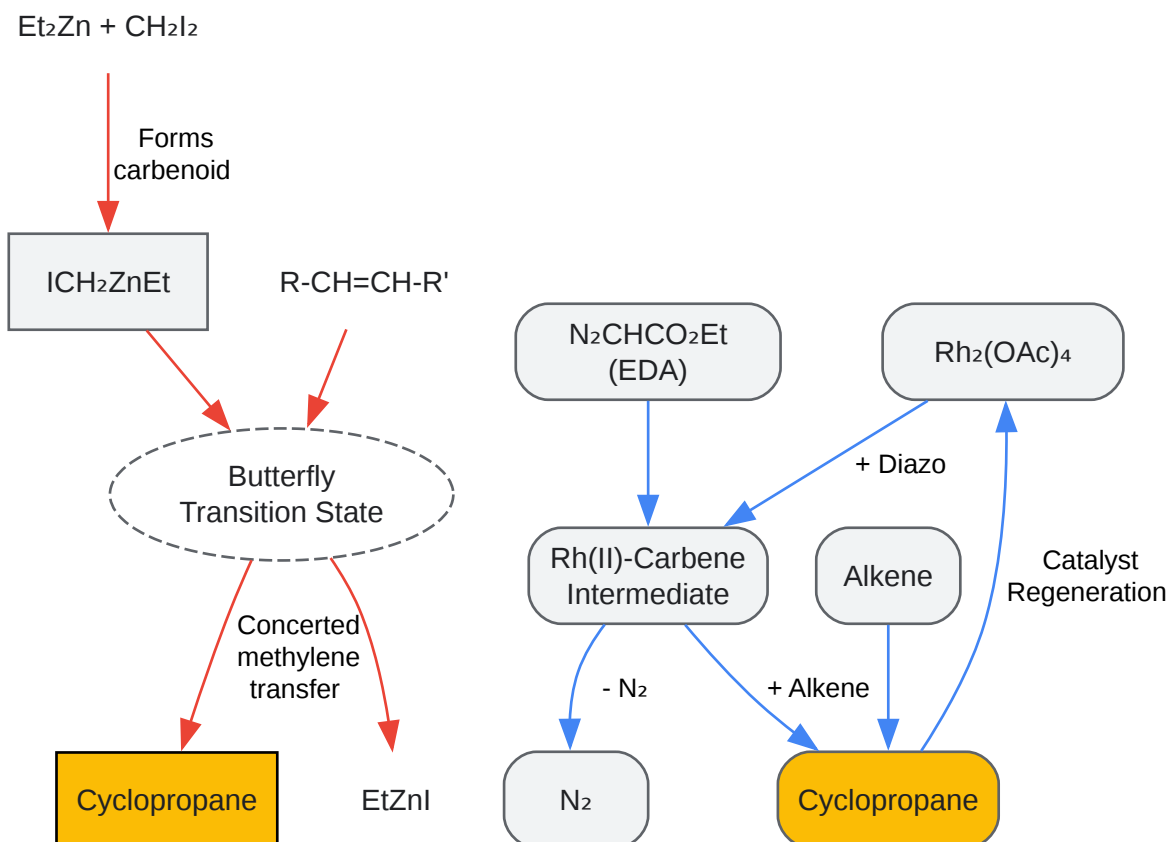 Et₂Zn + CH₂I₂
Forms
carbenoid
ICH₂ZnEt
R-CH=CH-R'
Butterfly
Transition State
Concerted
methylene
transfer
Cyclopropane
EtZnI
N₂CHCO₂Et
(EDA)
Rh₂(OAc)₄
+ Diazo
Rh(II)-Carbene
Intermediate
Alkene
Catalyst
Regeneration
- N₂
+ Alkene
N₂
Cyclopropane